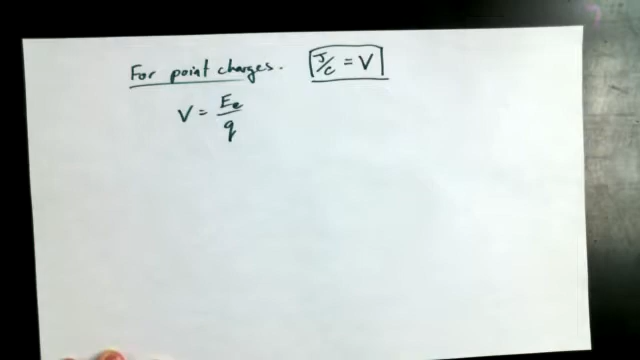 For point charges. J/C = V
V = Ee/q